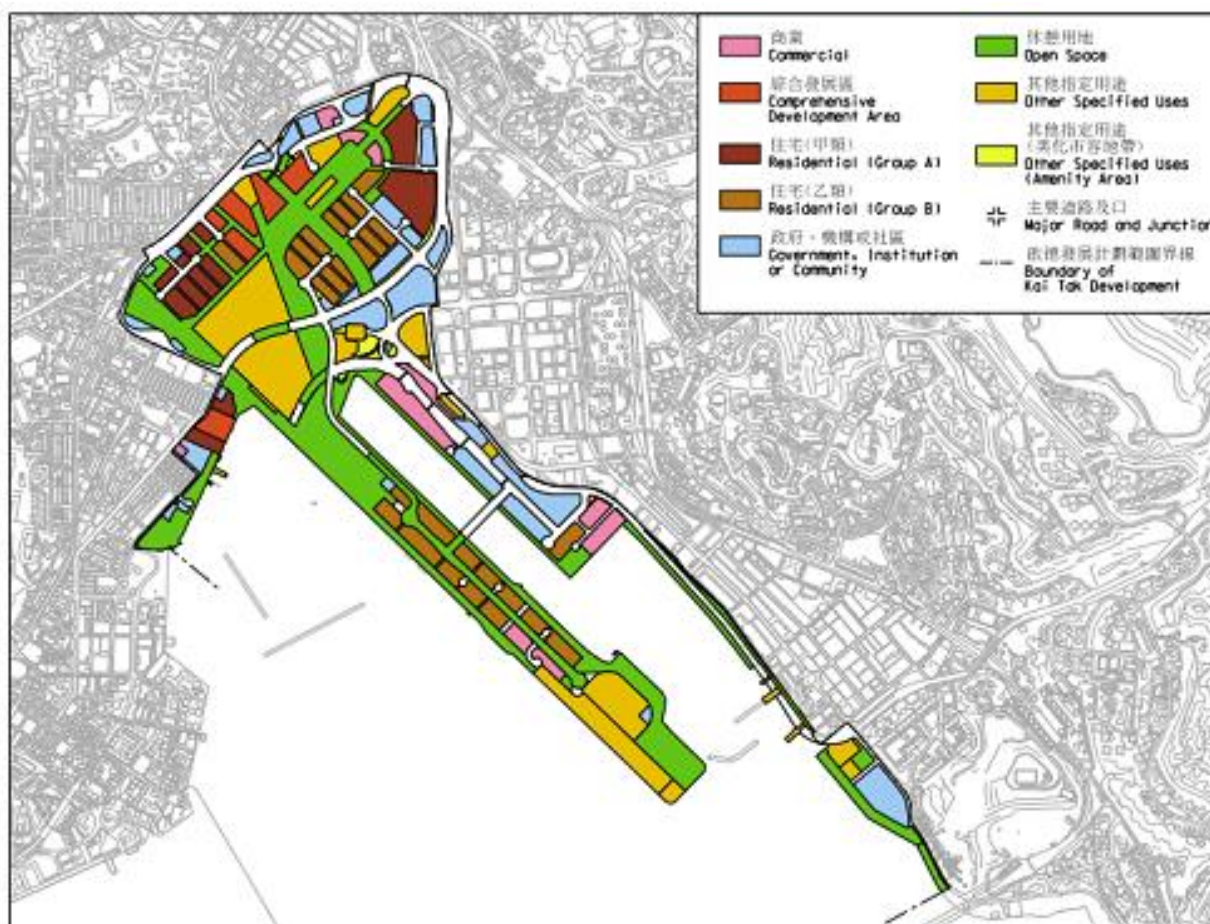 商業
Commercial
綜合發展區
Comprehensive
Development Area
住宅(甲類)
Residential (Group A)
住宅(乙類)
Residential (Group B)
政府、機構或社區
Government, Institution
or Community
休憩用地
Open Space
其他指定用途
Other Specified Uses
其他指定用途
(美化市容地帶)
Other Specified Uses
(Amenity Area)
主要道路及路口
Major Road and Junction
啟德發展計劃範圍界線
Boundary of
Kai Tak Development